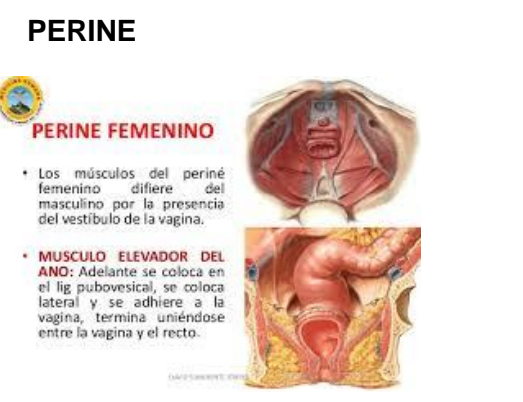 PERINE
PERINE FEMENINO
• Los músculos del periné
femenino difiere del
masculino por la presencia
del vestíbulo de la vagina.
• MUSCULO ELEVADOR DEL
ANO: Adelante se coloca en
el lig pubovesical, se coloca
lateral y se adhiere a la
vagina, termina uniéndose
entre la vagina y el recto.